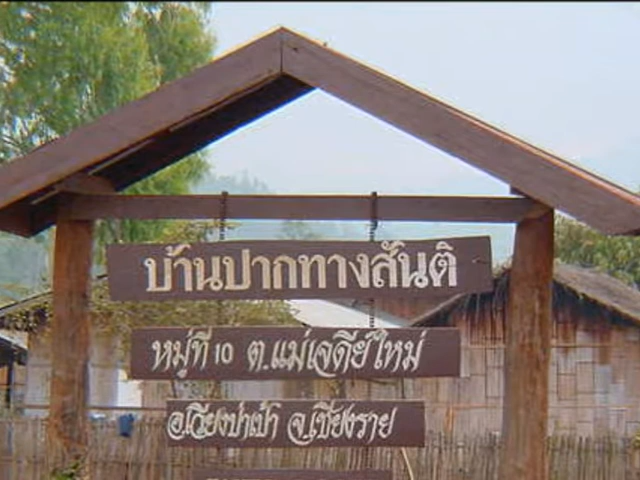 บ้านปากทางสันติ
หมู่ที่ 10 ต.แม่เจดีย์ใหม่
อ.เวียงป่าเป้า จ.เชียงราย